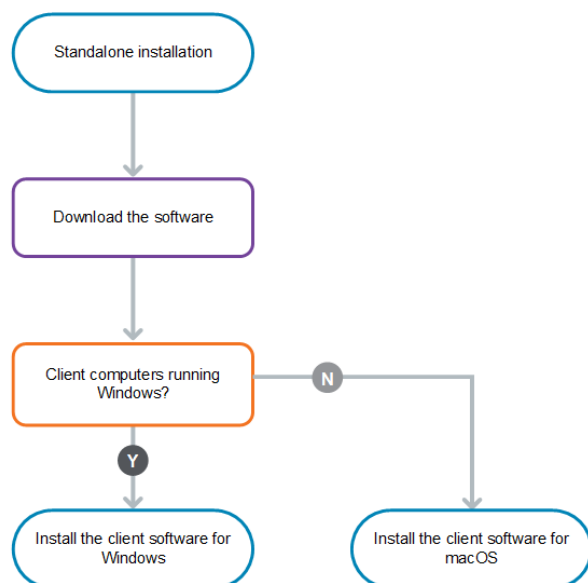 Standalone installation
Download the software
Client computers running
Windows?
N
Y
Install the client software for
Windows
Install the client software for
macOS